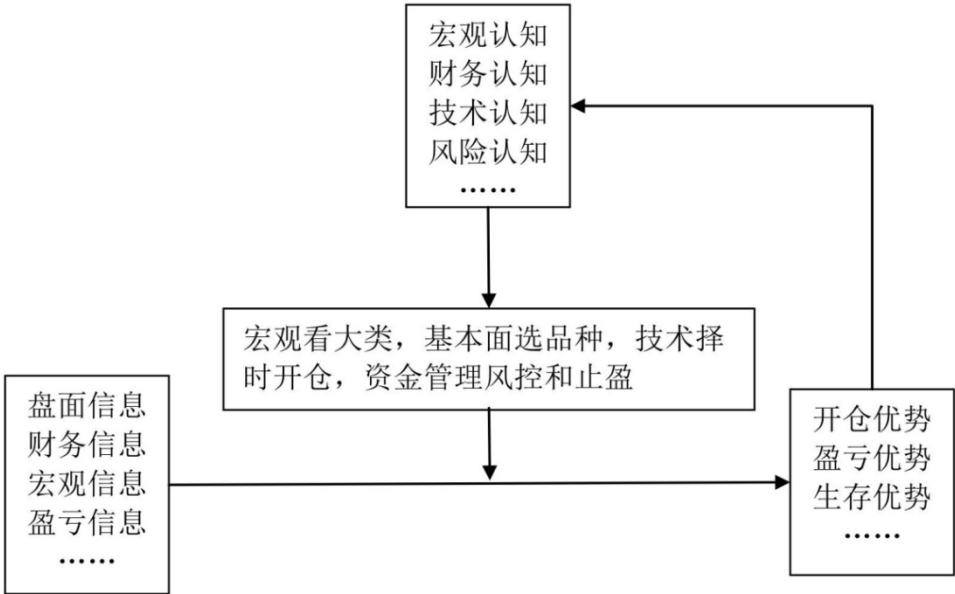 宏观认知
财务认知
技术认知
风险认知
……
宏观看大类，基本面选品种，技术择
时开仓，资金管理风控和止盈
盘面信息
财务信息
宏观信息
盈亏信息
……
开仓优势
盈亏优势
生存优势
……